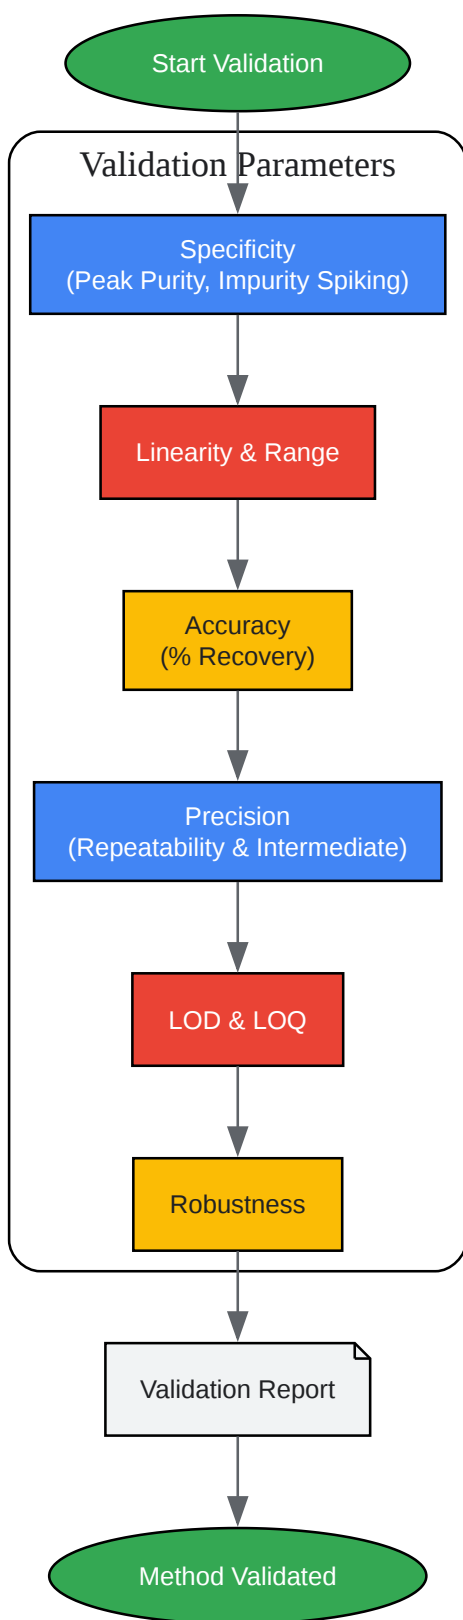 Start Validation
Validation Parameters
Specificity
(Peak Purity, Impurity Spiking)
Linearity & Range
Accuracy
(% Recovery)
Precision
(Repeatability & Intermediate)
LOD & LOQ
Robustness
Validation Report
Method Validated